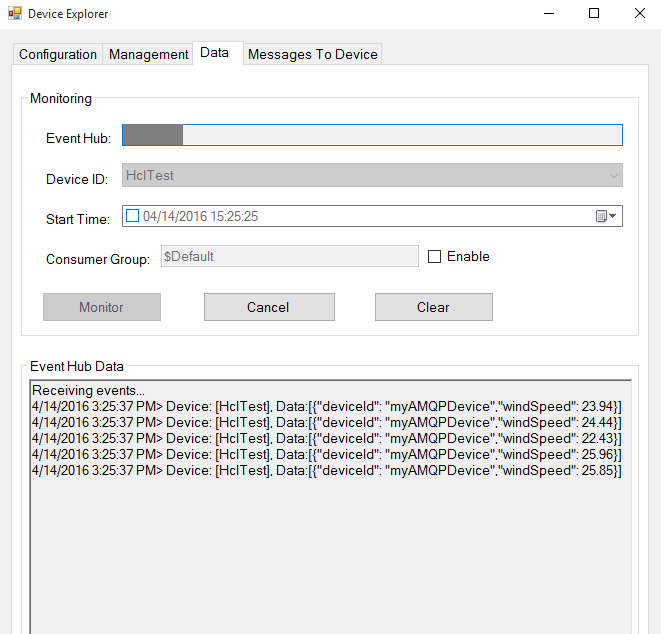 Device Explorer
Configuration Management Data Messages To Device
Monitoring
Event Hub:
Device ID: HclTest
Start Time: 04/14/2016 15:25:25
Consumer Group: $Default Enable
Monitor Cancel Clear
Event Hub Data
Receiving events...
4/14/2016 3:25:37 PM> Device: [HclTest], Data:[{"deviceId": "myAMQPDevice","windSpeed": 23.94}]
4/14/2016 3:25:37 PM> Device: [HclTest], Data:[{"deviceId": "myAMQPDevice","windSpeed": 24.44}]
4/14/2016 3:25:37 PM> Device: [HclTest], Data:[{"deviceId": "myAMQPDevice","windSpeed": 22.43}]
4/14/2016 3:25:37 PM> Device: [HclTest], Data:[{"deviceId": "myAMQPDevice","windSpeed": 25.96}]
4/14/2016 3:25:37 PM> Device: [HclTest], Data:[{"deviceId": "myAMQPDevice","windSpeed": 25.85}]